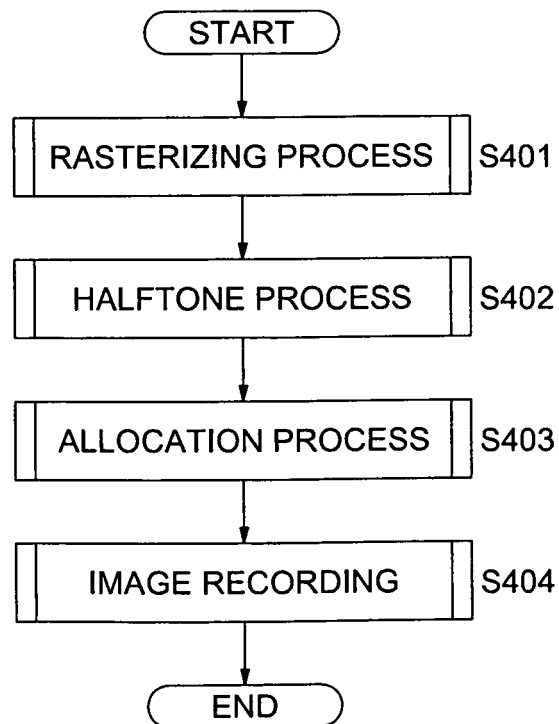 START
RASTERIZING PROCESS S401
HALFTONE PROCESS S402
ALLOCATION PROCESS S403
IMAGE RECORDING S404
END